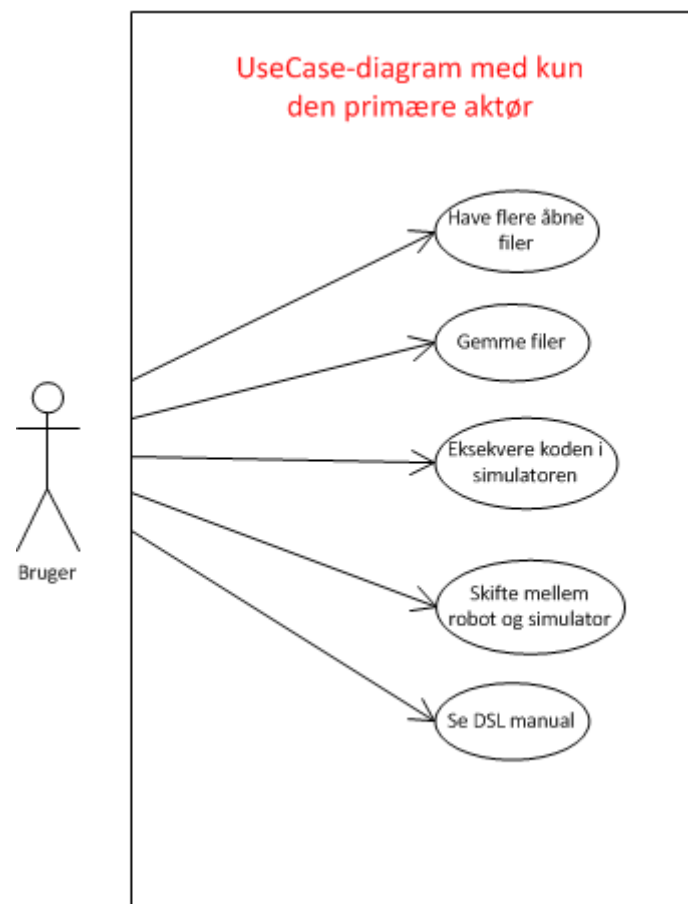 UseCase-diagram med kun
den primære aktør
Have flere åbne
filer
Gemme filer
Eksekvere koden i
simulatoren
Skifte mellem
robot og simulator
Se DSL manual
Bruger